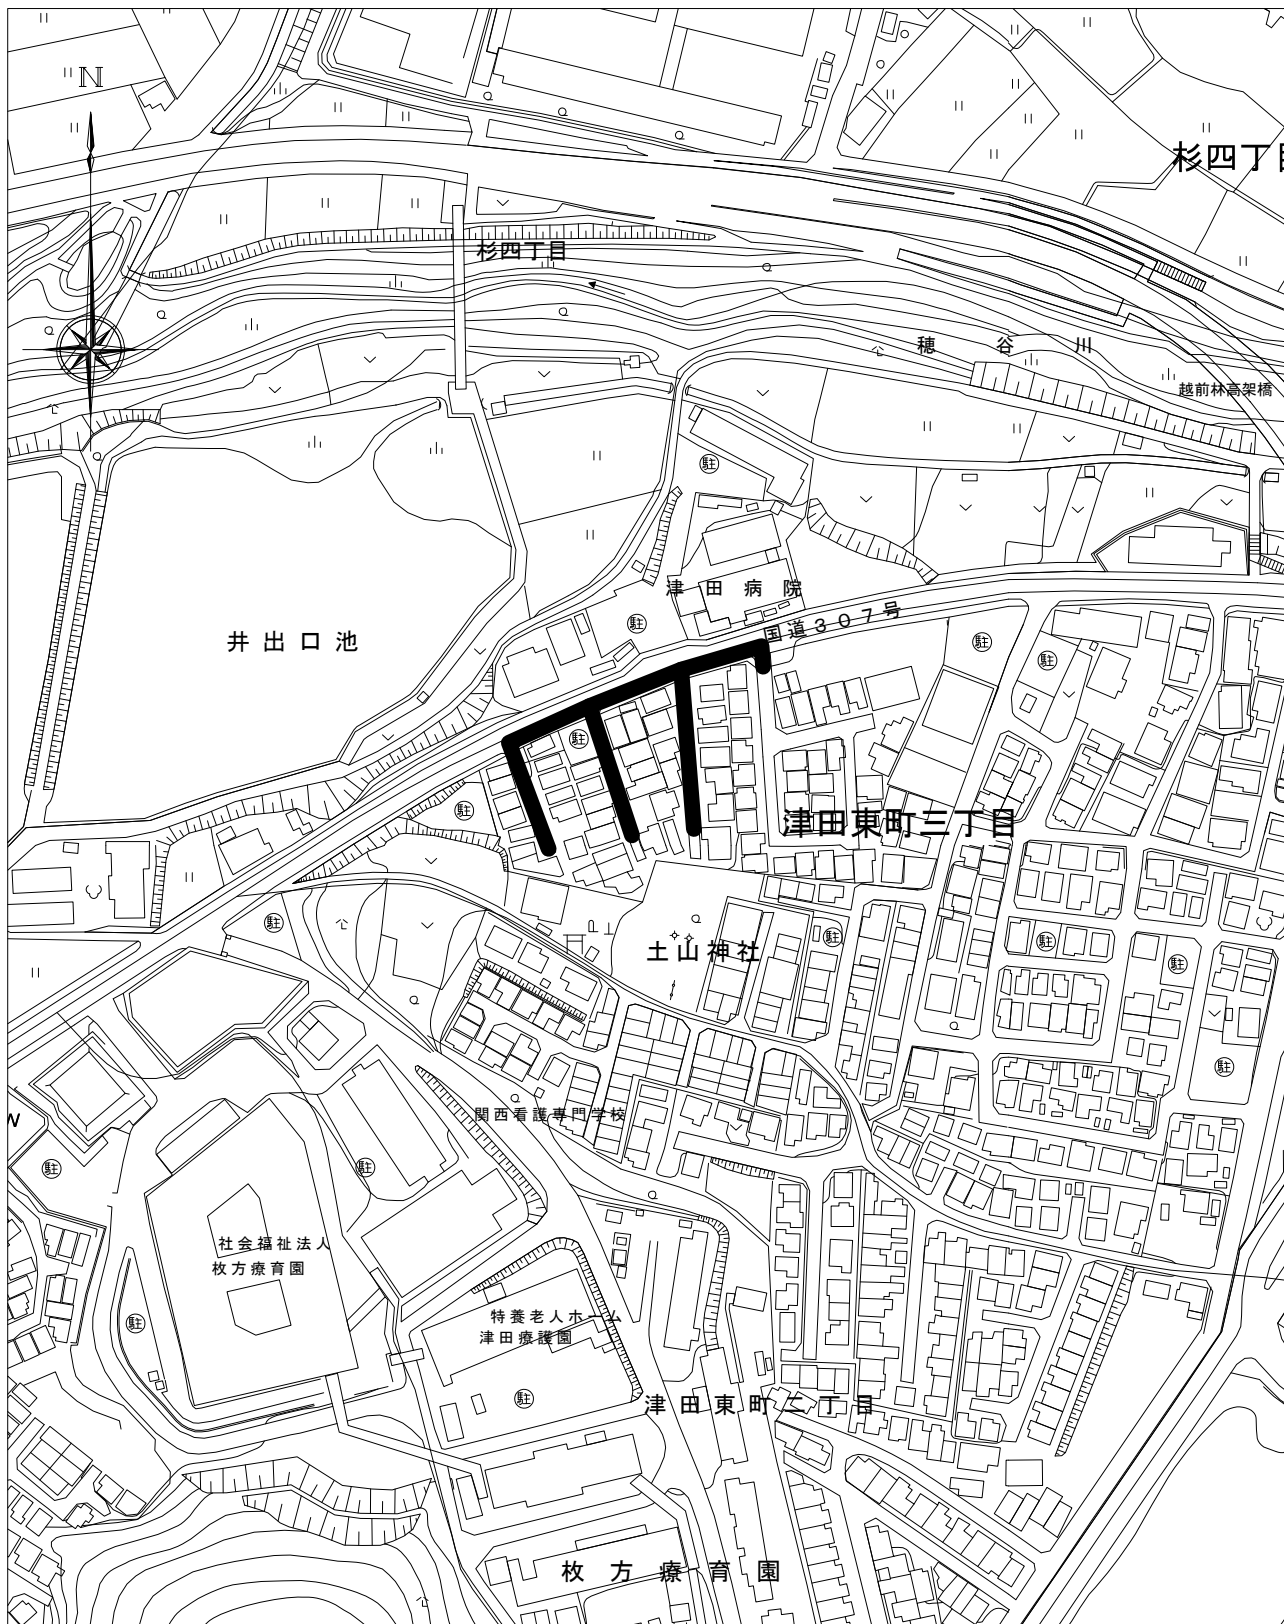 N
杉四丁目
杉四丁目
穂谷川
越前林高架橋
駐
津田病院
国道307号
駐
駐
駐
井出口池
駐
駐
津田東町三丁目
駐
土山神社
駐
駐
駐
駐
関西看護専門学校
W
駐
駐
社会福祉法人
枚方療育園
駐
特養老人ホーム
津田療護園
駐
津田東町二丁目
枚方療育園